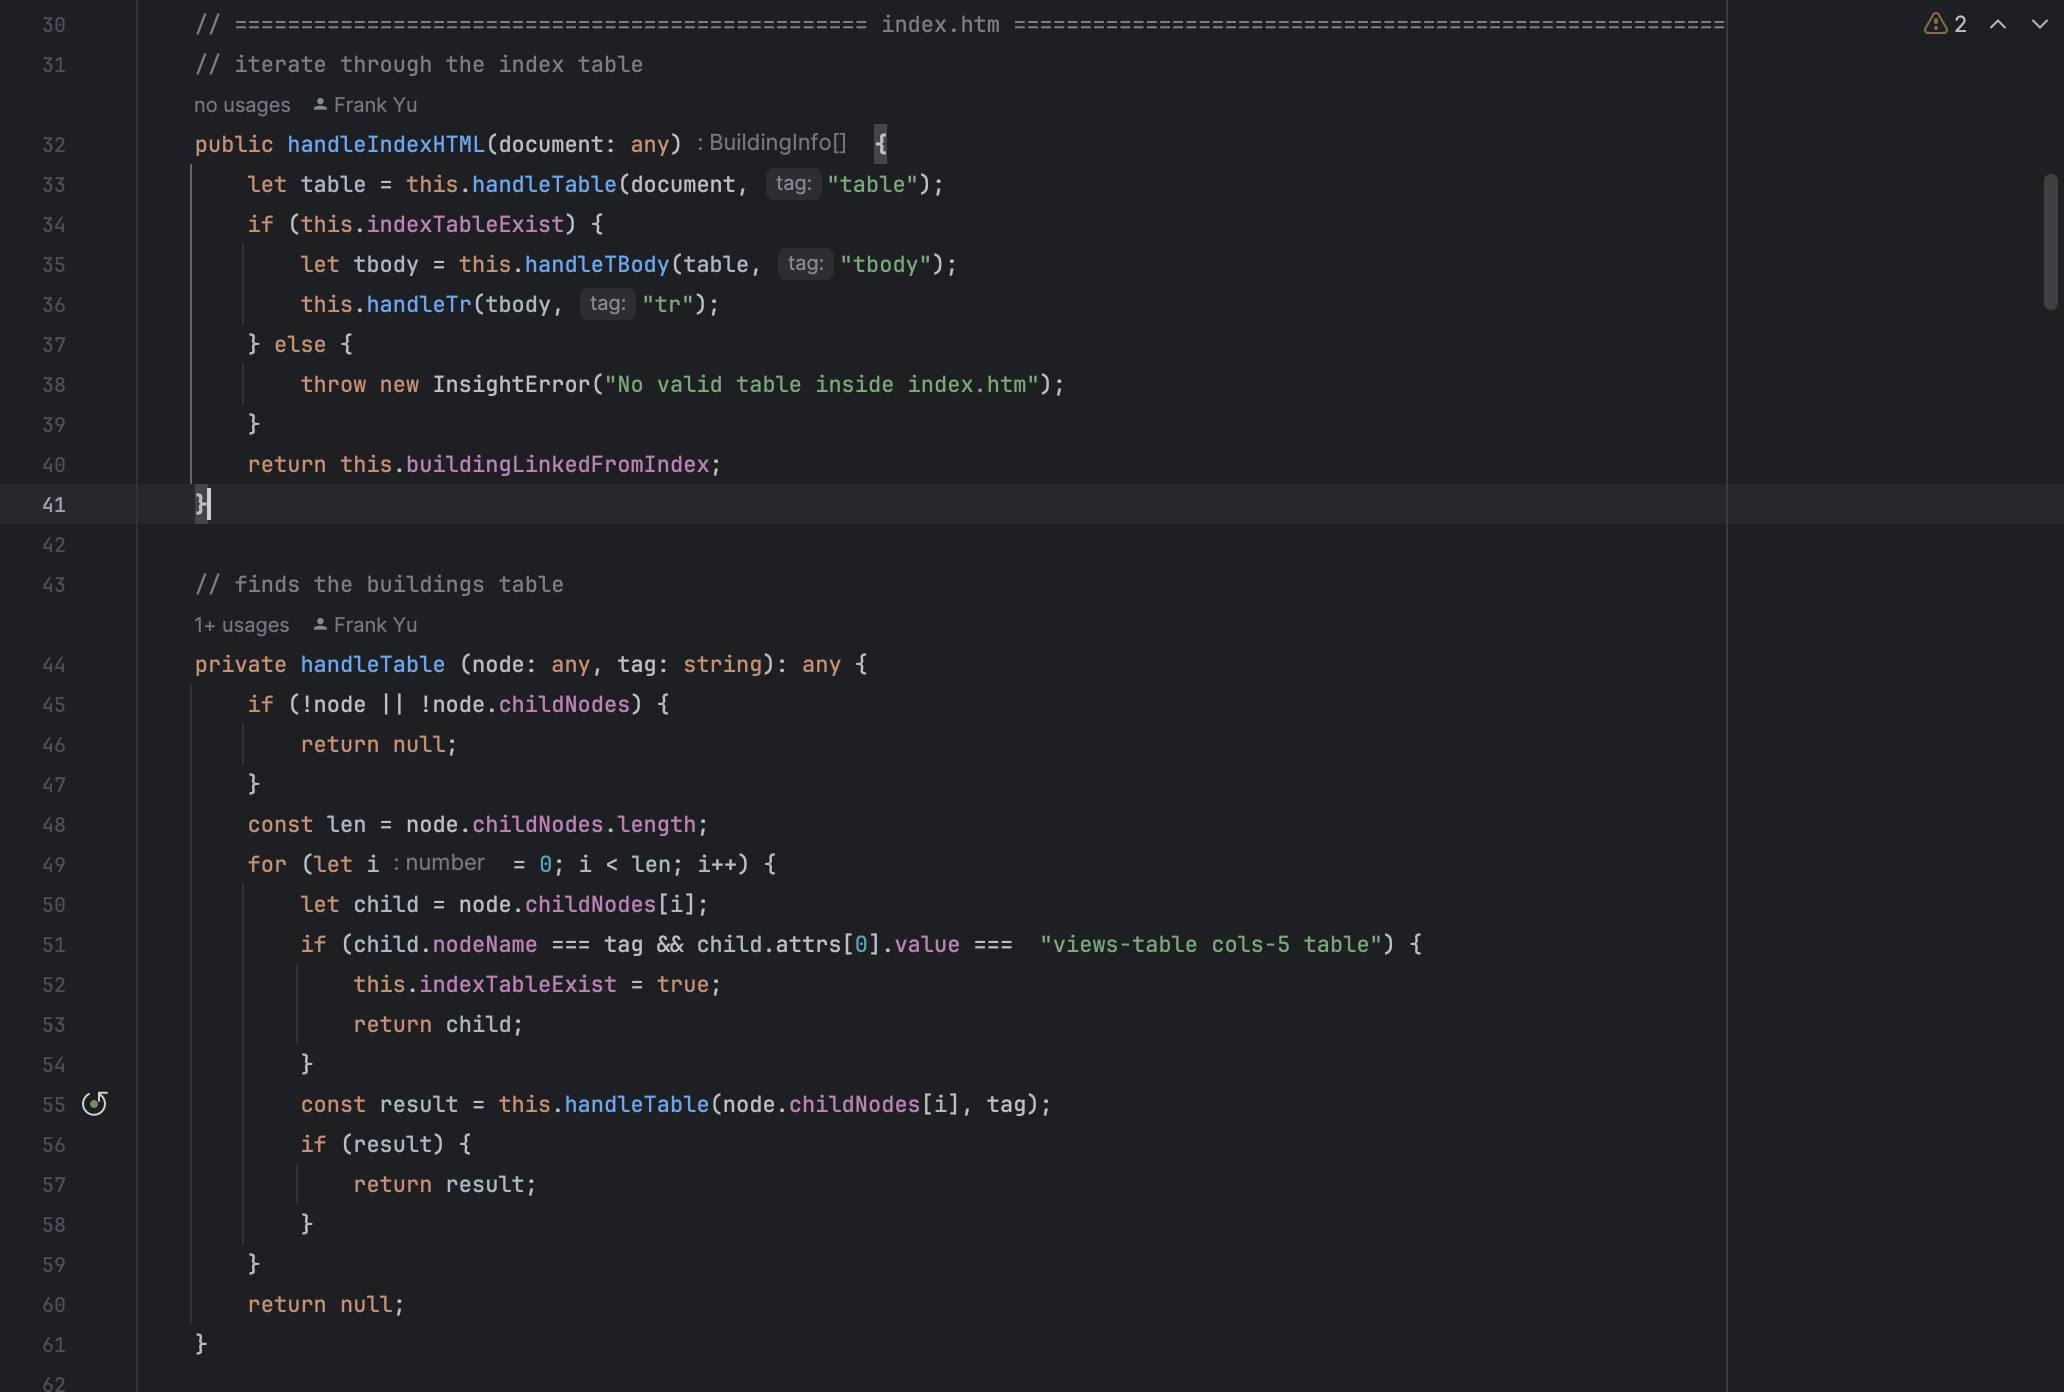 30 // ================================================ index.htm ======================================================
31 // iterate through the index table
no usages Frank Yu
32 public handleIndexHTML(document: any) : BuildingInfo[] {
33 let table = this.handleTable(document, tag: "table");
34 if (this.indexTableExist) {
35 let tbody = this.handleTBody(table, tag: "tbody");
36 this.handleTr(tbody, tag: "tr");
37 } else {
38 throw new InsightError("No valid table inside index.htm");
39 }
40 return this.buildingLinkedFromIndex;
41 }
42
43 // finds the buildings table
1+ usages Frank Yu
44 private handleTable (node: any, tag: string): any {
45 if (!node || !node.childNodes) {
46 return null;
47 }
48 const len = node.childNodes.length;
49 for (let i : number = 0; i < len; i++) {
50 let child = node.childNodes[i];
51 if (child.nodeName === tag && child.attrs[0].value === "views-table cols-5 table") {
52 this.indexTableExist = true;
53 return child;
54 }
55 const result = this.handleTable(node.childNodes[i], tag);
56 if (result) {
57 return result;
58 }
59 }
60 return null;
61 }
62
2